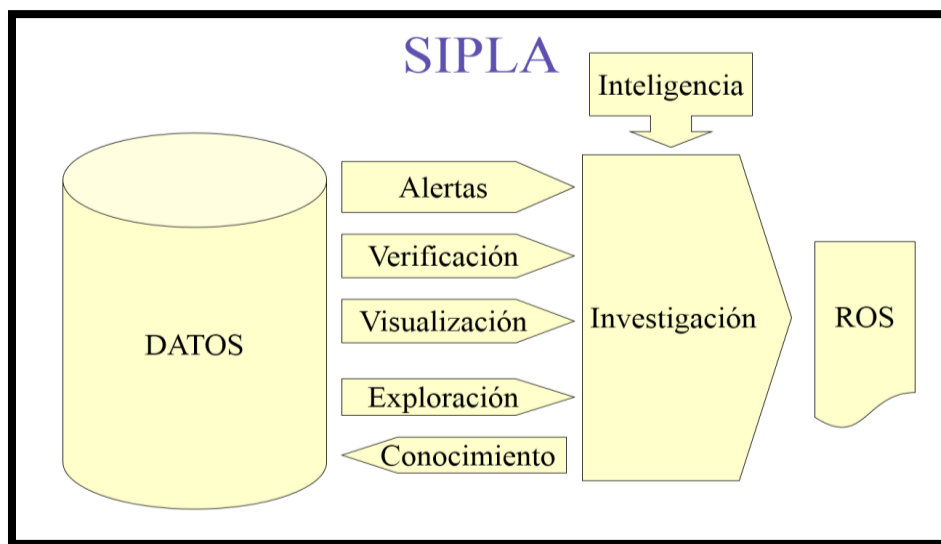 SIPLA
Inteligencia
Alertas
Verificación
Visualización
Investigación
ROS
DATOS
Exploración
Conocimiento